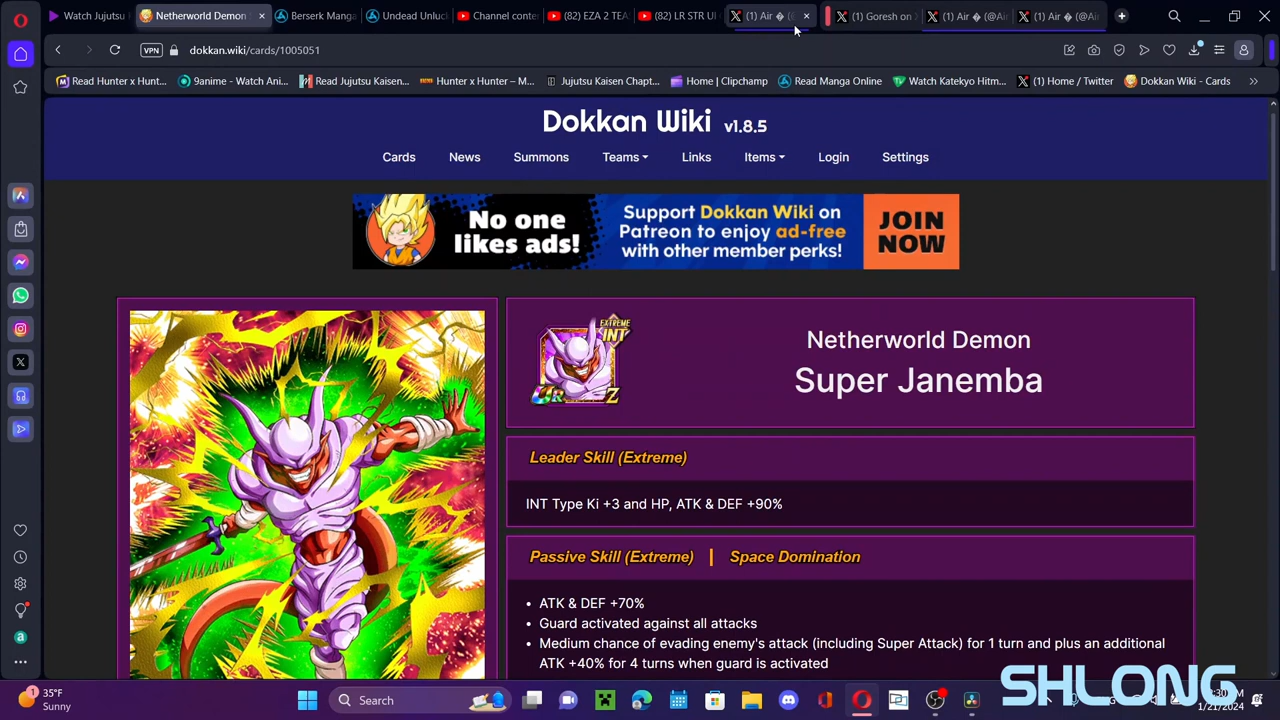 Watch Jujutsu
Netherworld Demon
Berserk Manga
Undead Unluc
Channel conte
(82) EZA 2 TEA
(82) LR STR UI
(1) Air
Goresh on
(1) Air � (@Ai
(1) Air � (@Ai
VPN
dokkan.wiki/cards/1005051
Read Hunter x Hunt...
9anime - Watch Ani...
Read Jujutsu Kaisen...
Hunter x Hunter – M...
Jujutsu Kaisen Chapt...
Home | Clipchamp
Read Manga Online
Watch Katekyo Hitm...
(1) Home / Twitter
Dokkan Wiki - Cards
Dokkan Wiki v1.8.5
Cards News Summons Teams Links Items Login Settings
No one likes ads!
Support Dokkan Wiki on
Patreon to enjoy ad-free
with other member perks!
JOIN NOW
EXTREME
INT
UR
Z
Netherworld Demon
Super Janemba
Leader Skill (Extreme)
INT Type Ki +3 and HP, ATK & DEF +90%
Passive Skill (Extreme) | Space Domination
ATK & DEF +70%
Guard activated against all attacks
Medium chance of evading enemy's attack (including Super Attack) for 1 turn and plus an additional
ATK +40% for 4 turns when guard is activated
SHLONG
1
35°F
Sunny
Search
1/21/2024